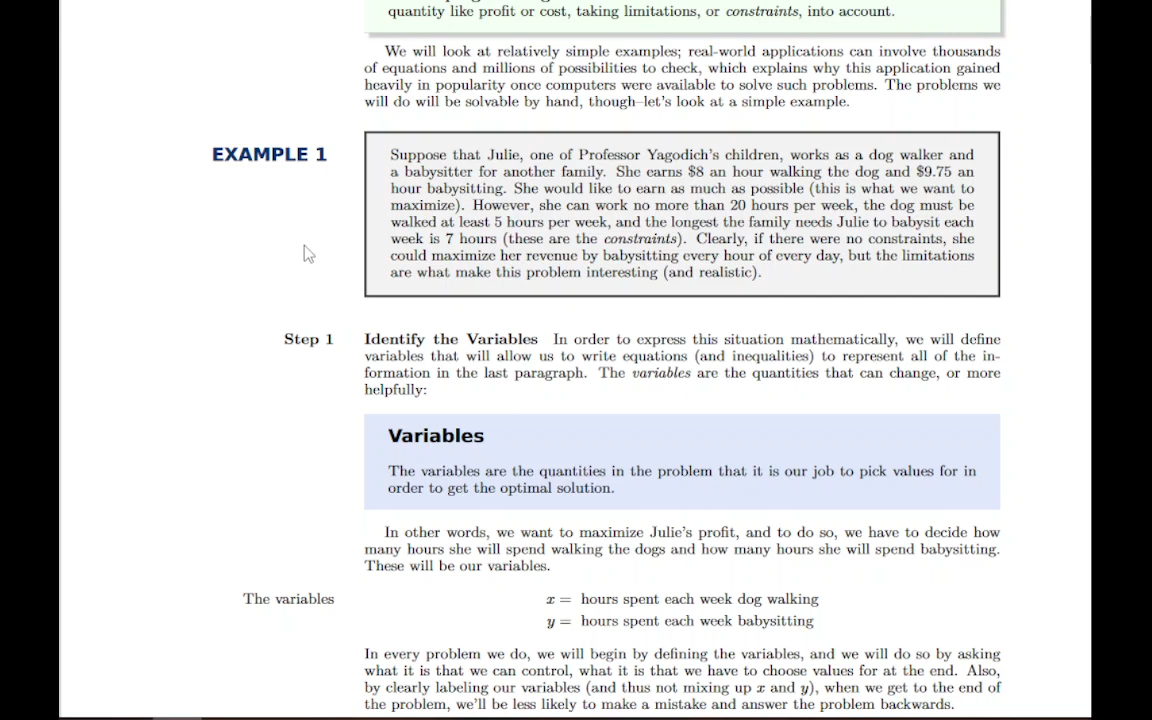 quantity like profit or cost, taking limitations, or constraints, into account.
We will look at relatively simple examples; real-world applications can involve thousands
of equations and millions of possibilities to check, which explains why this application gained
heavily in popularity once computers were available to solve such problems. The problems we
will do will be solvable by hand, though–let's look at a simple example.
EXAMPLE 1
Suppose that Julie, one of Professor Yagodich's children, works as a dog walker and
a babysitter for another family. She earns $8 an hour walking the dog and $9.75 an
hour babysitting. She would like to earn as much as possible (this is what we want to
maximize). However, she can work no more than 20 hours per week, the dog must be
walked at least 5 hours per week, and the longest the family needs Julie to babysit each
week is 7 hours (these are the constraints). Clearly, if there were no constraints, she
could maximize her revenue by babysitting every hour of every day, but the limitations
are what make this problem interesting (and realistic).
Step 1
Identify the Variables In order to express this situation mathematically, we will define
variables that will allow us to write equations (and inequalities) to represent all of the in-
formation in the last paragraph. The variables are the quantities that can change, or more
helpfully:
Variables
The variables are the quantities in the problem that it is our job to pick values for in
order to get the optimal solution.
In other words, we want to maximize Julie's profit, and to do so, we have to decide how
many hours she will spend walking the dogs and how many hours she will spend babysitting.
These will be our variables.
The variables
x = hours spent each week dog walking
y = hours spent each week babysitting
In every problem we do, we will begin by defining the variables, and we will do so by asking
what it is that we can control, what it is that we have to choose values for at the end. Also,
by clearly labeling our variables (and thus not mixing up x and y), when we get to the end of
the problem, we'll be less likely to make a mistake and answer the problem backwards.